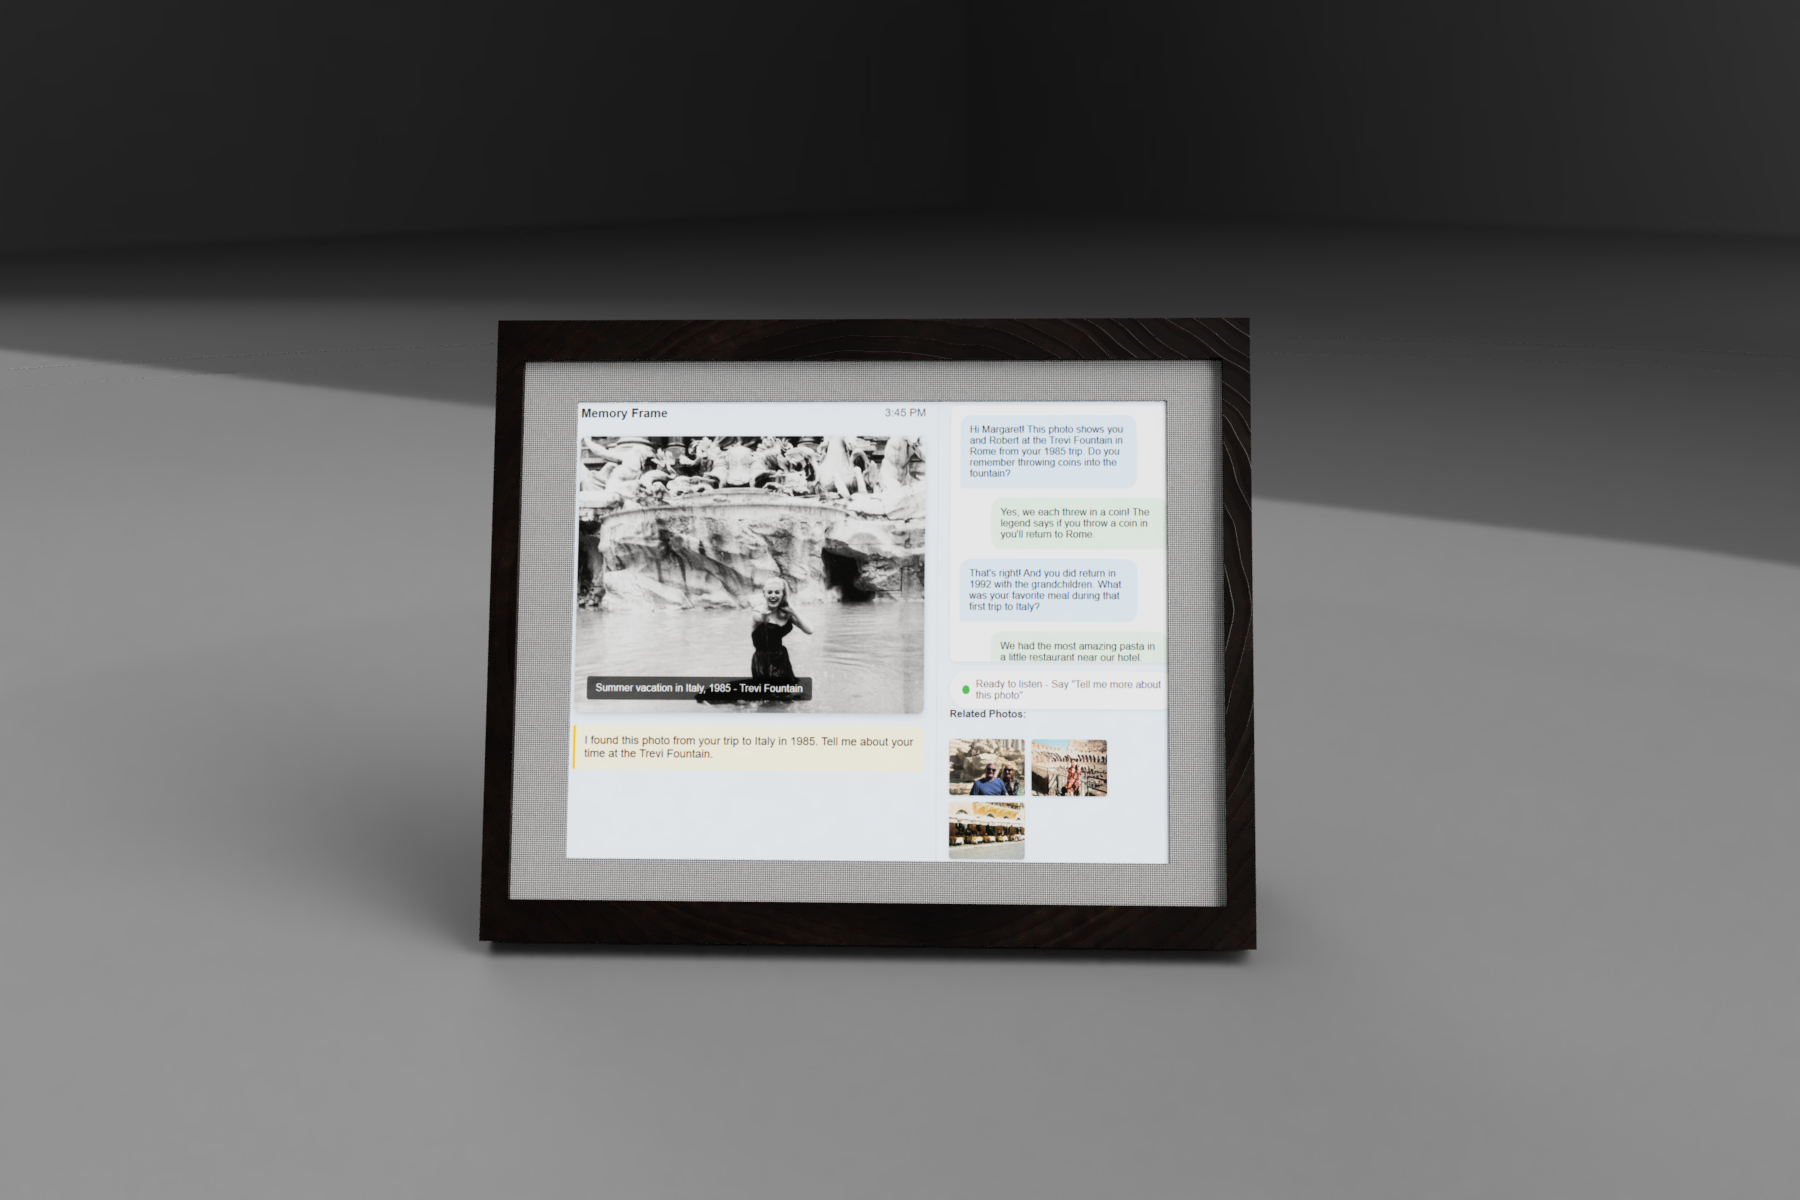 Memory Frame
3:45 PM
Summer vacation in Italy, 1985 - Trevi Fountain
I found this photo from your trip to Italy in 1985. Tell me about your
time at the Trevi Fountain.
Hi Margaret! This photo shows you
and Robert at the Trevi Fountain in
Rome from your 1985 trip. Do you
remember throwing coins into the
fountain?
Yes, we each threw in a coin! The
legend says if you throw a coin in
you'll return to Rome.
That's right! And you did return in
1992 with the grandchildren. What
was your favorite meal during that
first trip to Italy?
We had the most amazing pasta in
a little restaurant near our hotel.
Ready to listen - Say "Tell me more about
this photo"
Related Photos: